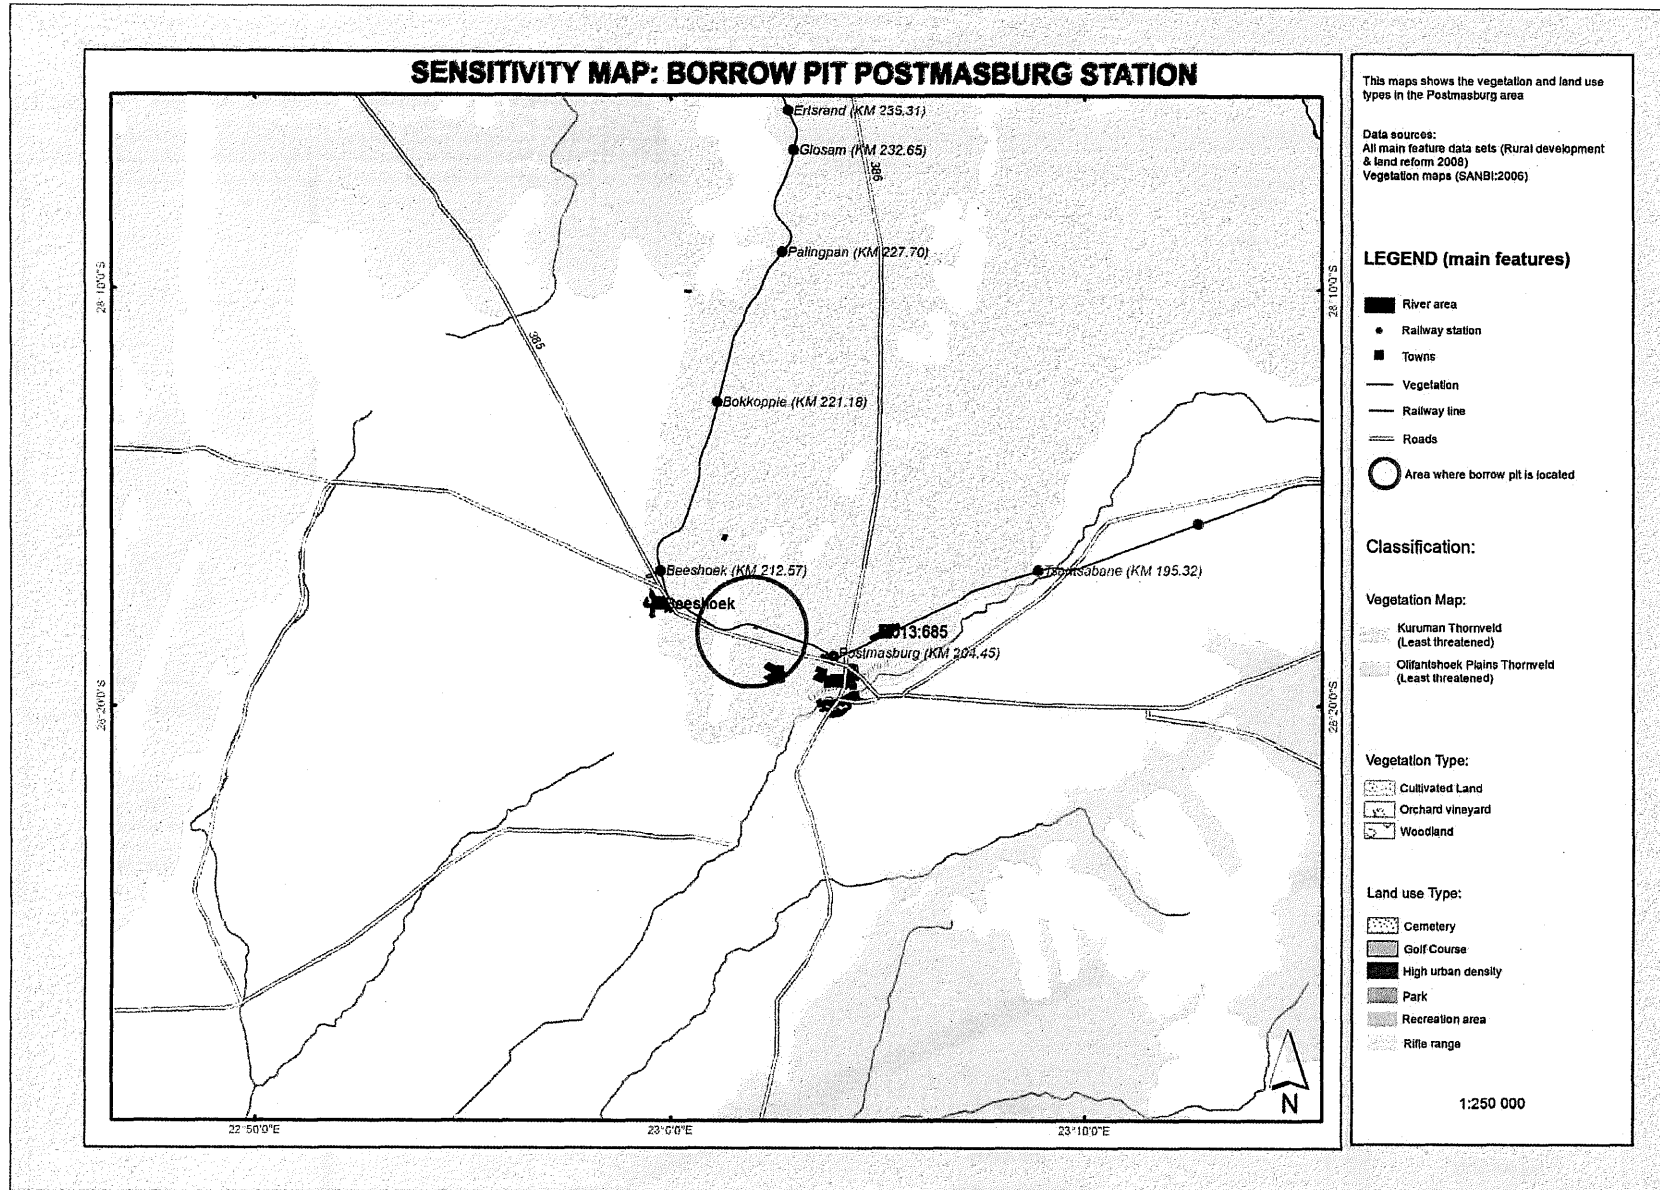 SENSITIVITY MAP: BORROW PIT POSTMASBURG STATION
Ertsrand (KM 235.31)
Glosam (KM 232.65)
386
Palingpan (KM 227.70)
28°10'0"S
28°10'0"S
385
Bokkoppie (KM 221.18)
Beeshoek (KM 212.57)
Tsantsabane (KM 195.32)
Beeshoek
Postmasburg (KM 204.45)
28°20'0"S
28°20'0"S
N
22°50'0"E
23°0'0"E
23°10'0"E
This maps shows the vegetation and land use
types in the Postmasburg area
Data sources:
All main feature data sets (Rural development
& land reform 2008)
Vegetation maps (SANBI:2006)
LEGEND (main features)
River area
Railway station
Towns
Vegetation
Railway line
Roads
Area where borrow pit is located
Classification:
Vegetation Map:
Kuruman Thornveld
(Least threatened)
Olifantshoek Plains Thornveld
(Least threatened)
Vegetation Type:
Cultivated Land
Orchard vineyard
Woodland
Land use Type:
Cemetery
Golf Course
High urban density
Park
Recreation area
Rifle range
1:250 000